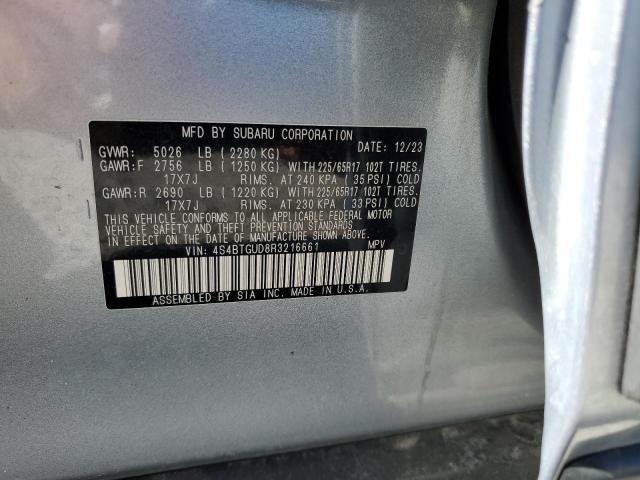 MFD BY SUBARU CORPORATION
GVWR: 5026 LB (2280 KG) DATE: 12/23
GAWR:F 2756 LB (1250 KG) WITH 225/65R17 102T TIRES.
17X7J RIMS. AT 240 KPA (35 PSI) COLD
GAWR:R 2690 LB (1220 KG) WITH 225/65R17 102T TIRES.
17X7J RIMS. AT 230 KPA (33 PSI) COLD
THIS VEHICLE CONFORMS TO ALL APPLICABLE FEDERAL MOTOR
VEHICLE SAFETY AND THEFT PREVENTION STANDARDS
IN EFFECT ON THE DATE OF MANUFACTURE SHOWN ABOVE.
VIN: 4S4BTGUD8R3216661 MPV
ASSEMBLED BY SIA INC. MADE IN U.S.A.